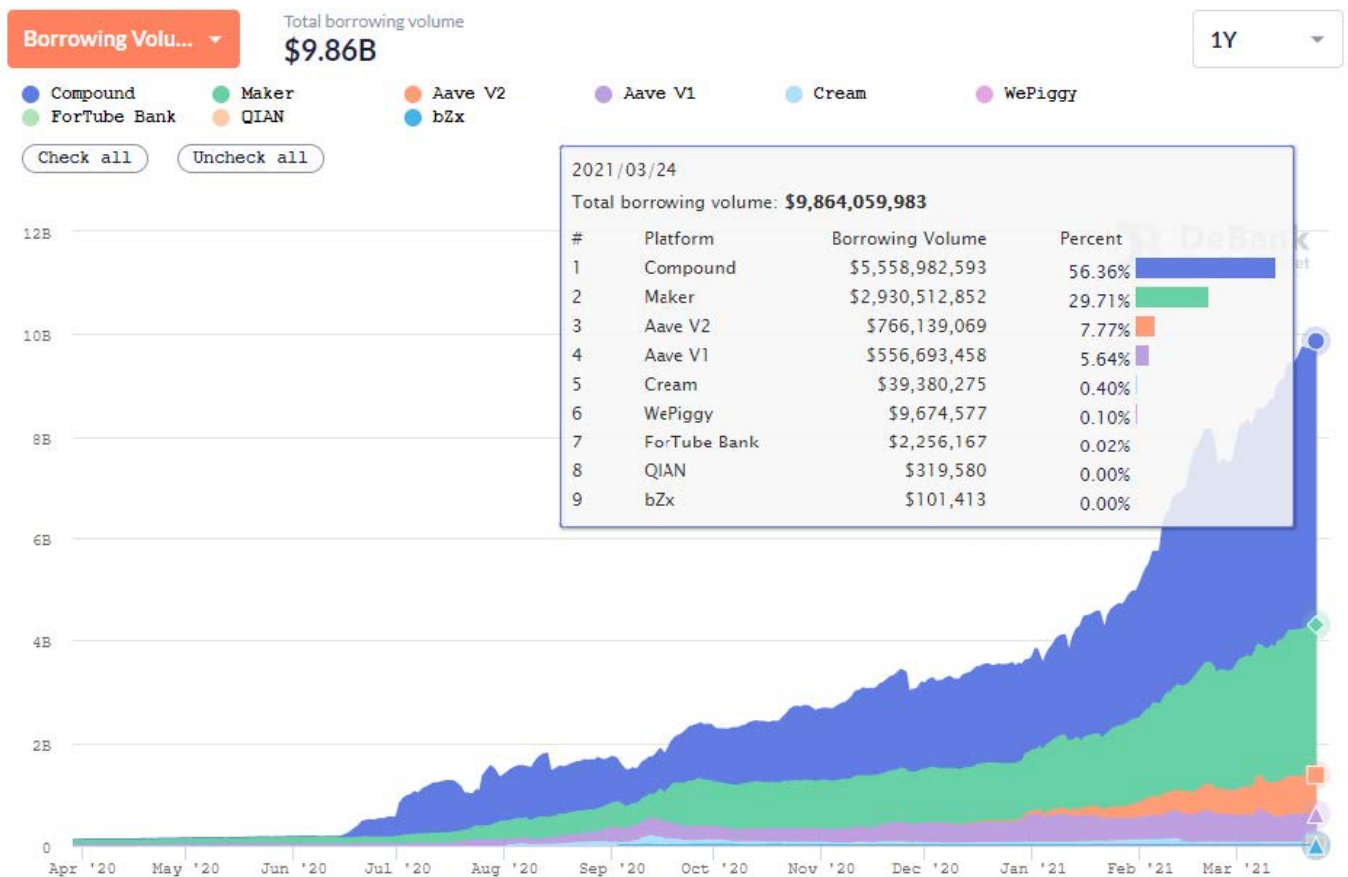 Borrowing Volu...
Total borrowing volume
$9.86B
1Y
Compound Maker Aave V2 Aave V1 Cream WePiggy
ForTube Bank QIAN bZx
Check all Uncheck all
2021/03/24
Total borrowing volume: $9,864,059,983
# Platform Borrowing Volume Percent
1 Compound $5,558,982,593 56.36%
2 Maker $2,930,512,852 29.71%
3 Aave V2 $766,139,069 7.77%
4 Aave V1 $556,693,458 5.64%
5 Cream $39,380,275 0.40%
6 WePiggy $9,674,577 0.10%
7 ForTube Bank $2,256,167 0.02%
8 QIAN $319,580 0.00%
9 bZx $101,413 0.00%
DeBank
12B
10B
8B
6B
4B
2B
0
Apr '20 May '20 Jun '20 Jul '20 Aug '20 Sep '20 Oct '20 Nov '20 Dec '20 Jan '21 Feb '21 Mar '21